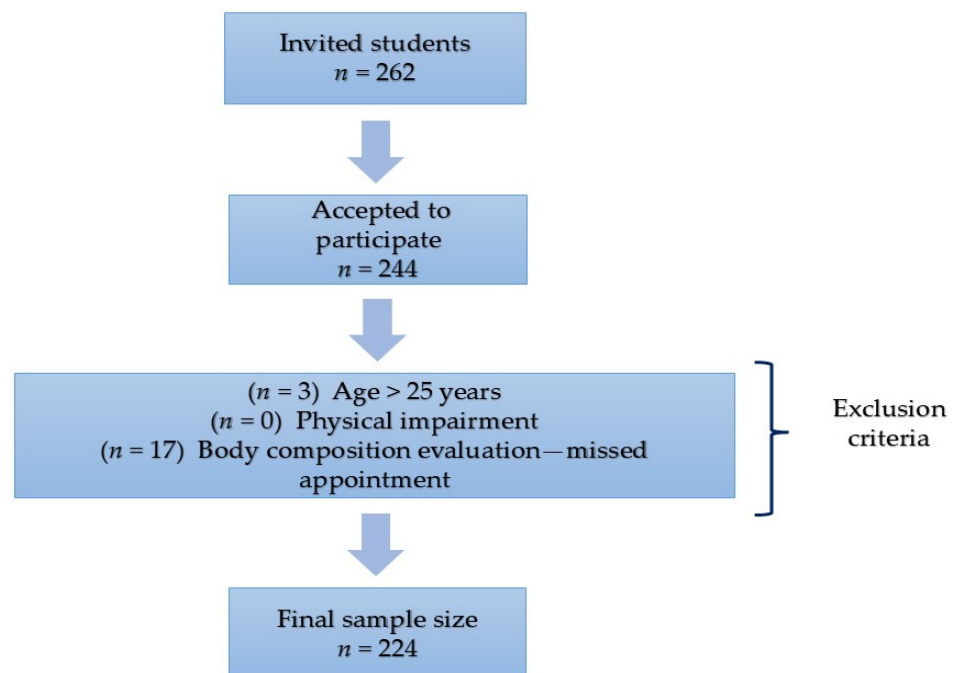 Invited students
n = 262
Accepted to
participate
n = 244
(n = 3) Age > 25 years
(n = 0) Physical impairment
(n = 17) Body composition evaluation—missed
appointment
Exclusion
criteria
Final sample size
n = 224